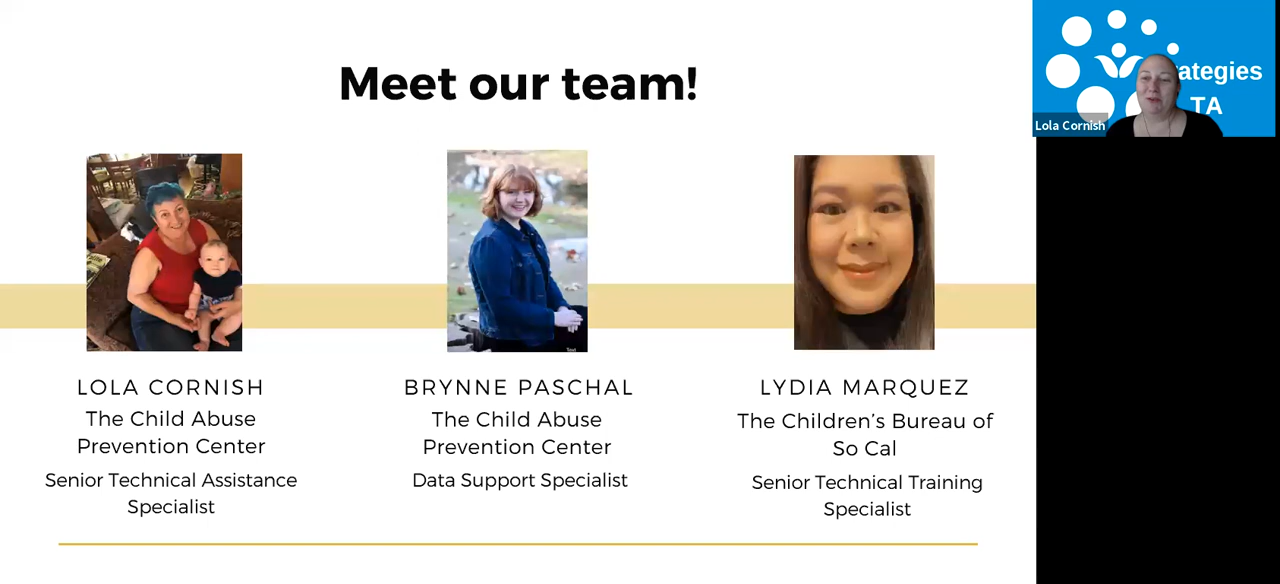 Meet our team!
rategies
TA
Lola Cornish
LOLA CORNISH
The Child Abuse
Prevention Center
Senior Technical Assistance
Specialist
BRYNNE PASCHAL
The Child Abuse
Prevention Center
Data Support Specialist
LYDIA MARQUEZ
The Children’s Bureau of
So Cal
Senior Technical Training
Specialist